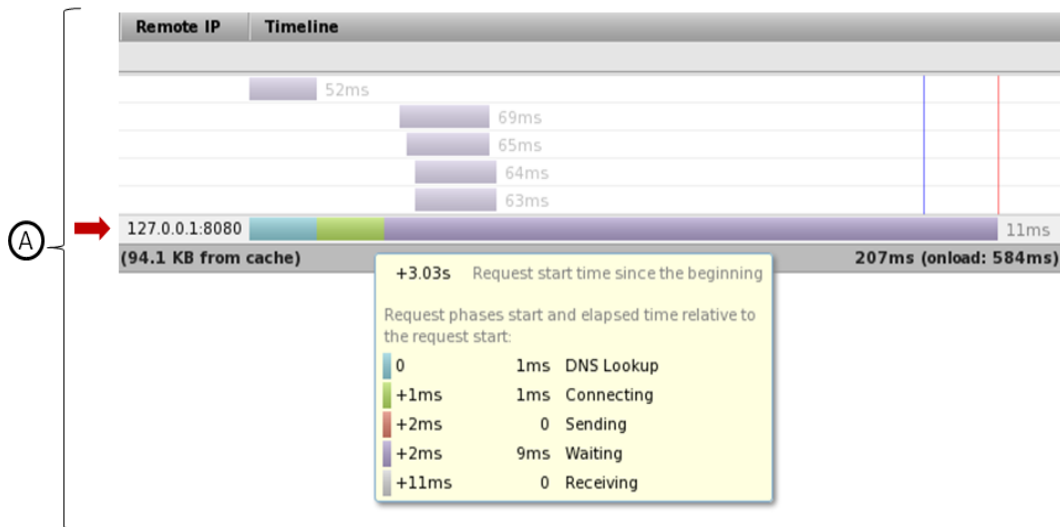 Remote IP Timeline
52ms
69ms
65ms
64ms
63ms
A
127.0.0.1:8080 11ms
(94.1 KB from cache) 207ms (onload: 584ms)
+3.03s Request start time since the beginning
Request phases start and elapsed time relative to
the request start:
0 1ms DNS Lookup
+1ms 1ms Connecting
+2ms 0 Sending
+2ms 9ms Waiting
+11ms 0 Receiving